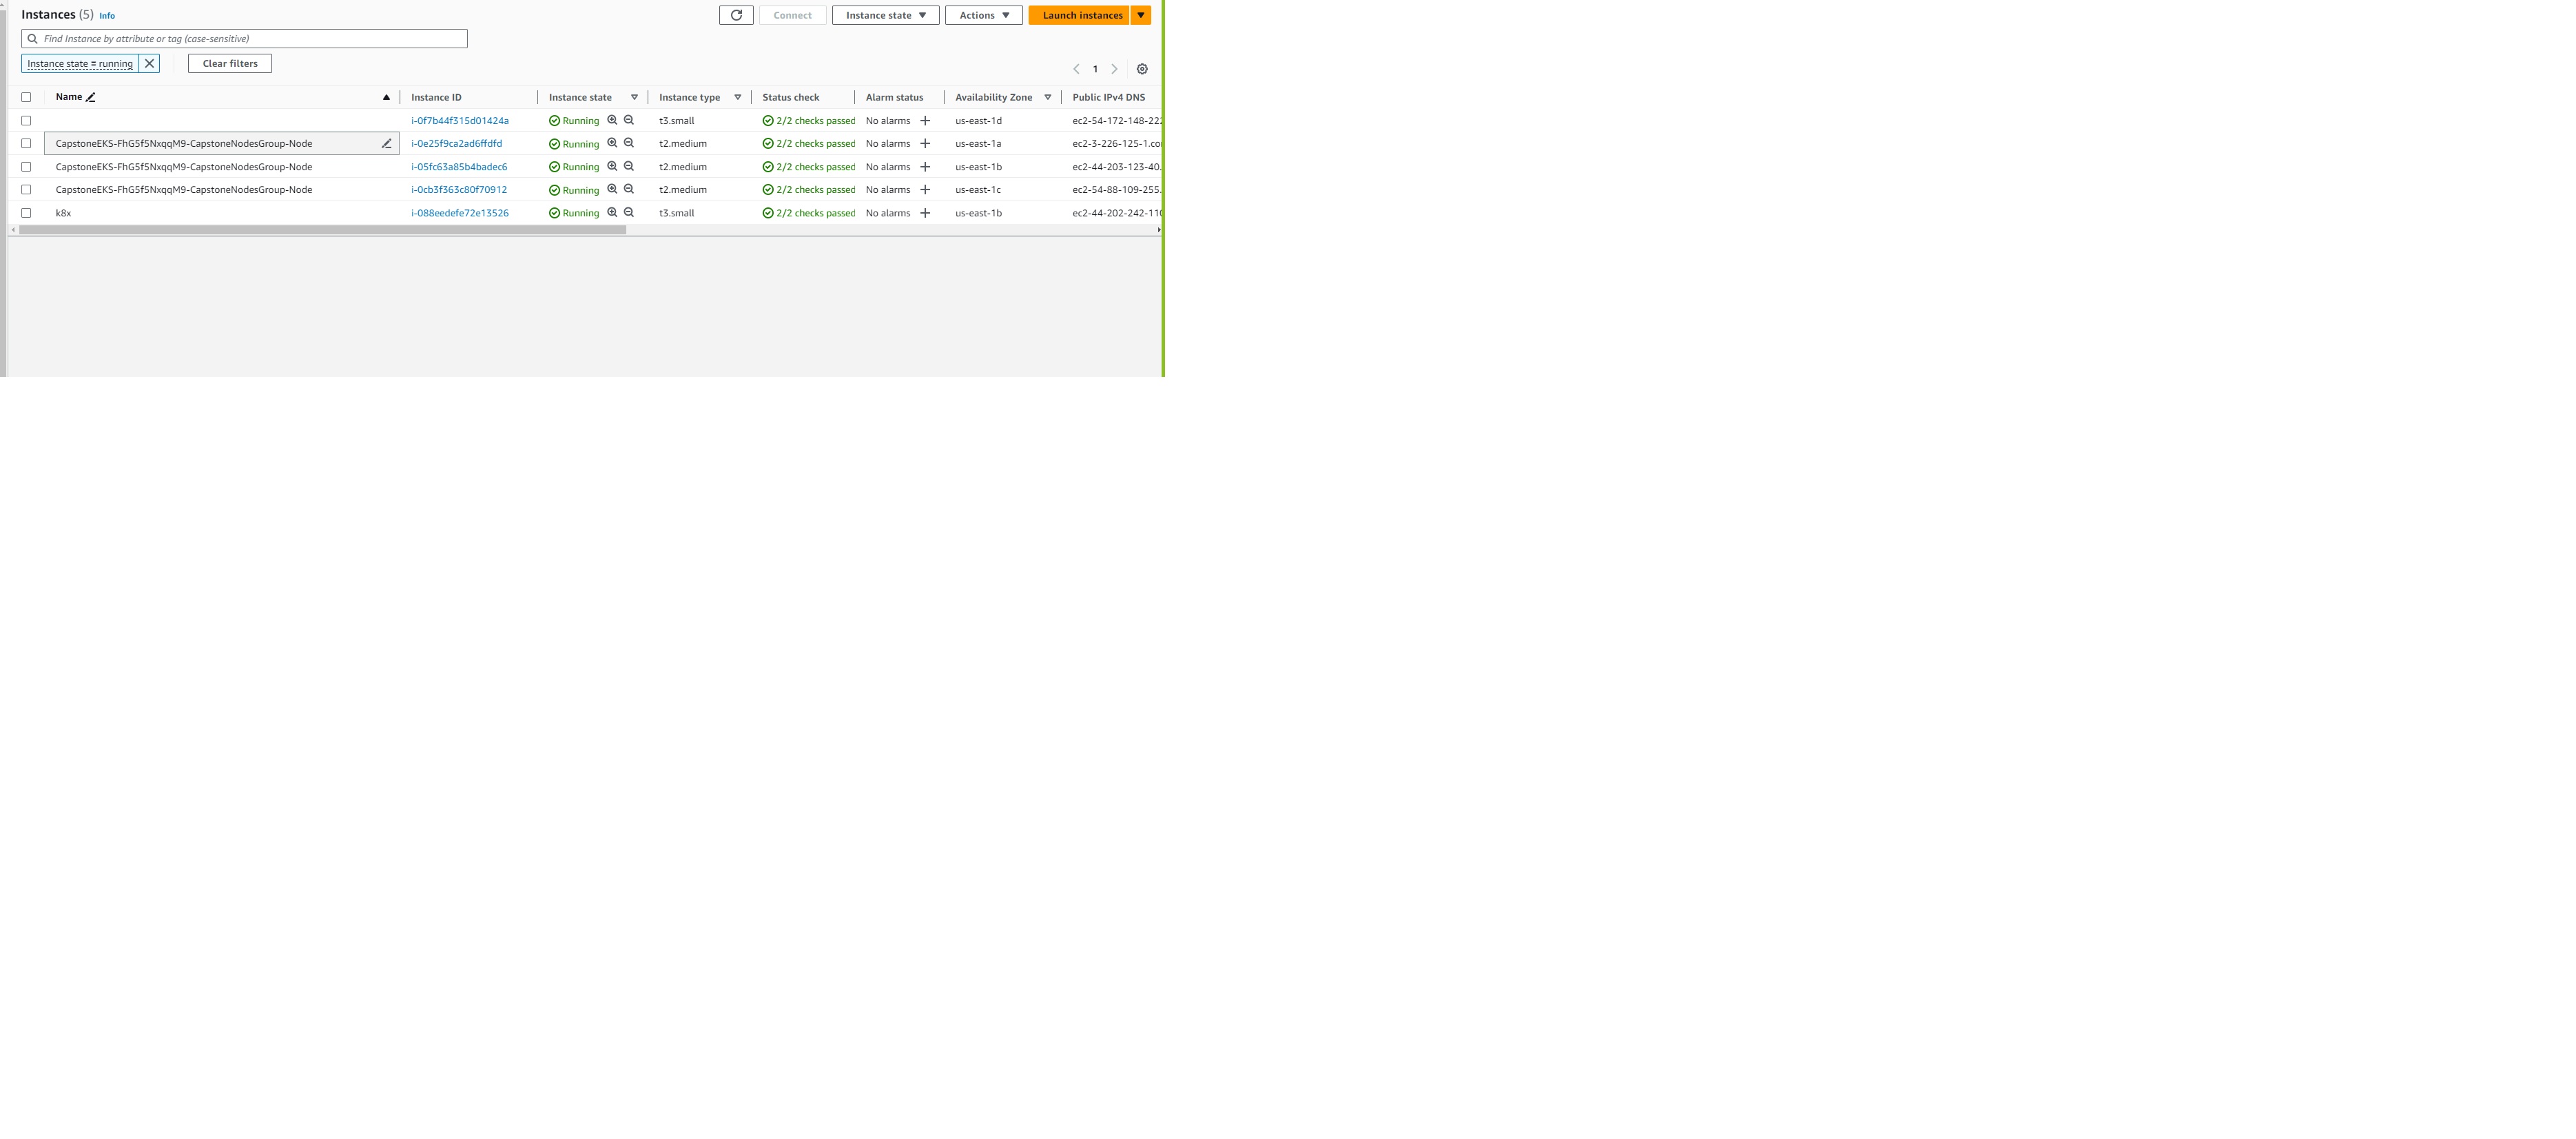 Instances (5) Info
Connect Instance state Actions Launch instances
Find Instance by attribute or tag (case-sensitive)
Instance state = running Clear filters
1
Name Instance ID Instance state Instance type Status check Alarm status Availability Zone Public IPv4 DNS
i-0f7b44f315d01424a Running t3.small 2/2 checks passed No alarms us-east-1d ec2-54-172-148-222
CapstoneEKS-FhG5f5NxqqM9-CapstoneNodesGroup-Node i-0e25f9ca2ad6ffdfd Running t2.medium 2/2 checks passed No alarms us-east-1a ec2-3-226-125-1.co
CapstoneEKS-FhG5f5NxqqM9-CapstoneNodesGroup-Node i-05fc63a85b4badec6 Running t2.medium 2/2 checks passed No alarms us-east-1b ec2-44-203-123-40.
CapstoneEKS-FhG5f5NxqqM9-CapstoneNodesGroup-Node i-0cb3f363c80f70912 Running t2.medium 2/2 checks passed No alarms us-east-1c ec2-54-88-109-255.
k8x i-088eedefe72e13526 Running t3.small 2/2 checks passed No alarms us-east-1b ec2-44-202-242-110